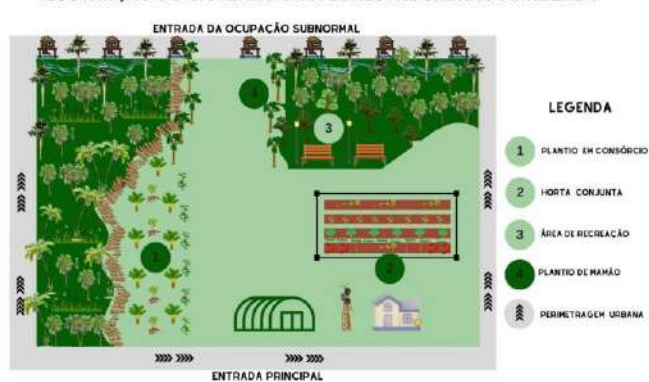 ENTRADA DA OCUPAÇÃO SUBNORMAL
4
3
1
2
ENTRADA PRINCIPAL
LEGENDA
1 PLANTIO EM CONSÓRCIO
2 HORTA CONJUNTA
3 ÁREA DE RECREAÇÃO
4 PLANTIO DE MAMÃO
PERIMETRAGEM URBANA